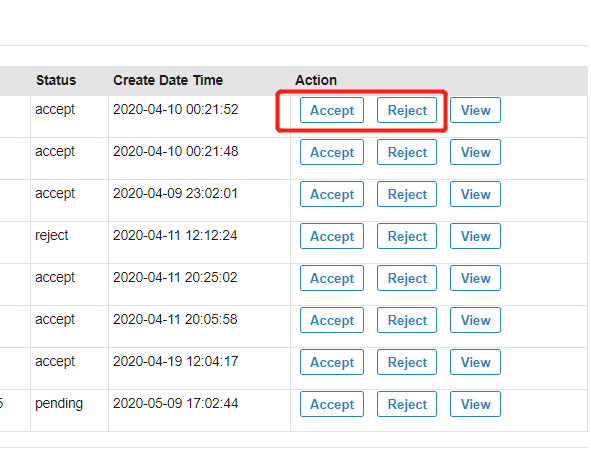 Status Create Date Time Action
accept 2020-04-10 00:21:52 Accept Reject View
accept 2020-04-10 00:21:48 Accept Reject View
accept 2020-04-09 23:02:01 Accept Reject View
reject 2020-04-11 12:12:24 Accept Reject View
accept 2020-04-11 20:25:02 Accept Reject View
accept 2020-04-11 20:05:58 Accept Reject View
accept 2020-04-19 12:04:17 Accept Reject View
pending 2020-05-09 17:02:44 Accept Reject View